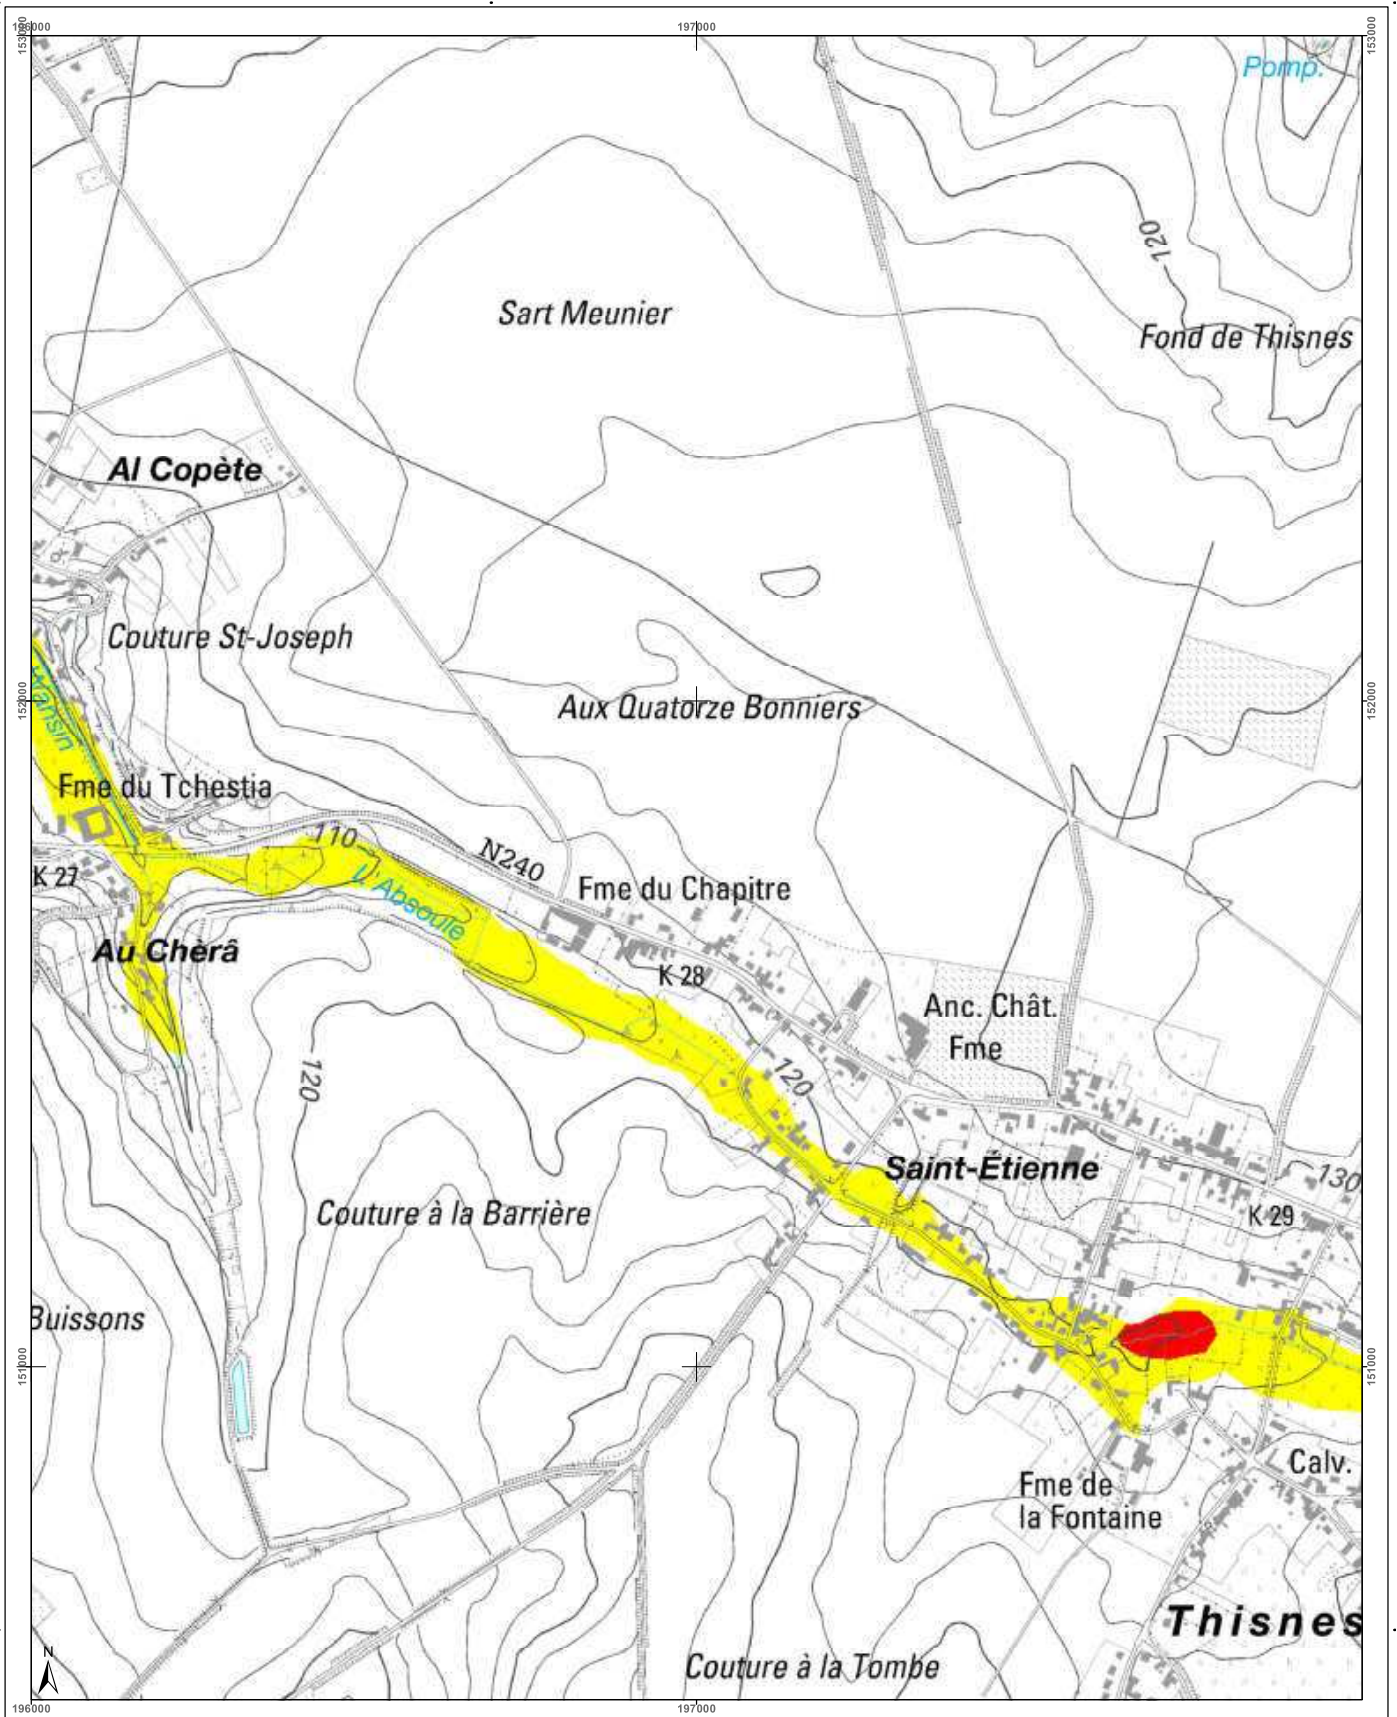 196000
197000
153000
153000
Pomp.
120
Sart Meunier
Fond de Thisnes
Al Copète
Couture St-Joseph
152000
152000
Wansin
Aux Quatorze Bonniers
Fme du Tchestia
110
N240
K 27
L'Absoule
Fme du Chapitre
Au Chèrâ
K 28
Anc. Chât.
Fme
120
120
Saint-Étienne
130
Couture à la Barrière
K 29
Buissons
151000
151000
Calv.
Fme de
la Fontaine
Thisnes
N
Couture à la Tombe
196000
197000